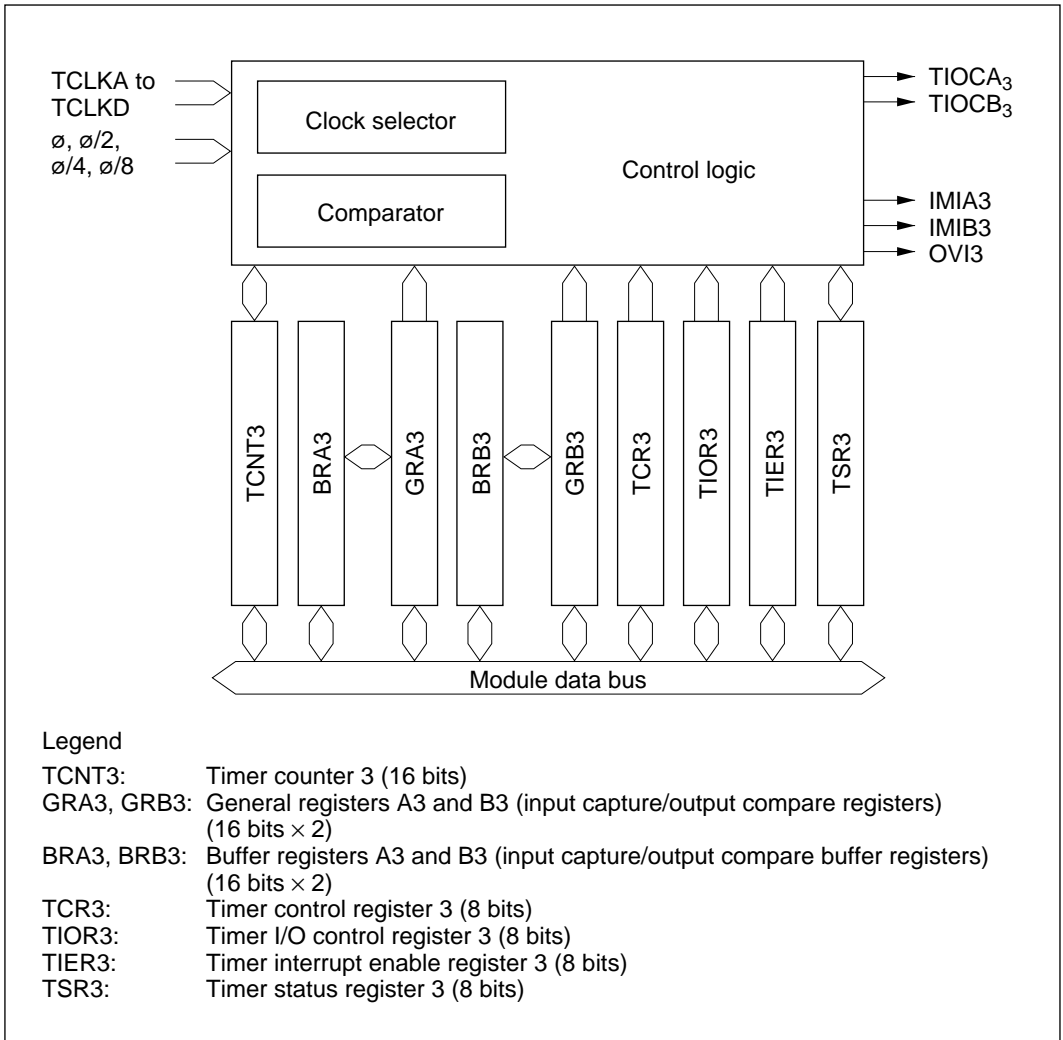 TCLKA to
TCLKD
ø, ø/2,
ø/4, ø/8
Clock selector
Comparator
Control logic
TIOCA3
TIOCB3
IMIA3
IMIB3
OVI3
TCNT3
BRA3
GRA3
BRB3
GRB3
TCR3
TIOR3
TIER3
TSR3
Module data bus
Legend
TCNT3: Timer counter 3 (16 bits)
GRA3, GRB3: General registers A3 and B3 (input capture/output compare registers)
(16 bits × 2)
BRA3, BRB3: Buffer registers A3 and B3 (input capture/output compare buffer registers)
(16 bits × 2)
TCR3: Timer control register 3 (8 bits)
TIOR3: Timer I/O control register 3 (8 bits)
TIER3: Timer interrupt enable register 3 (8 bits)
TSR3: Timer status register 3 (8 bits)